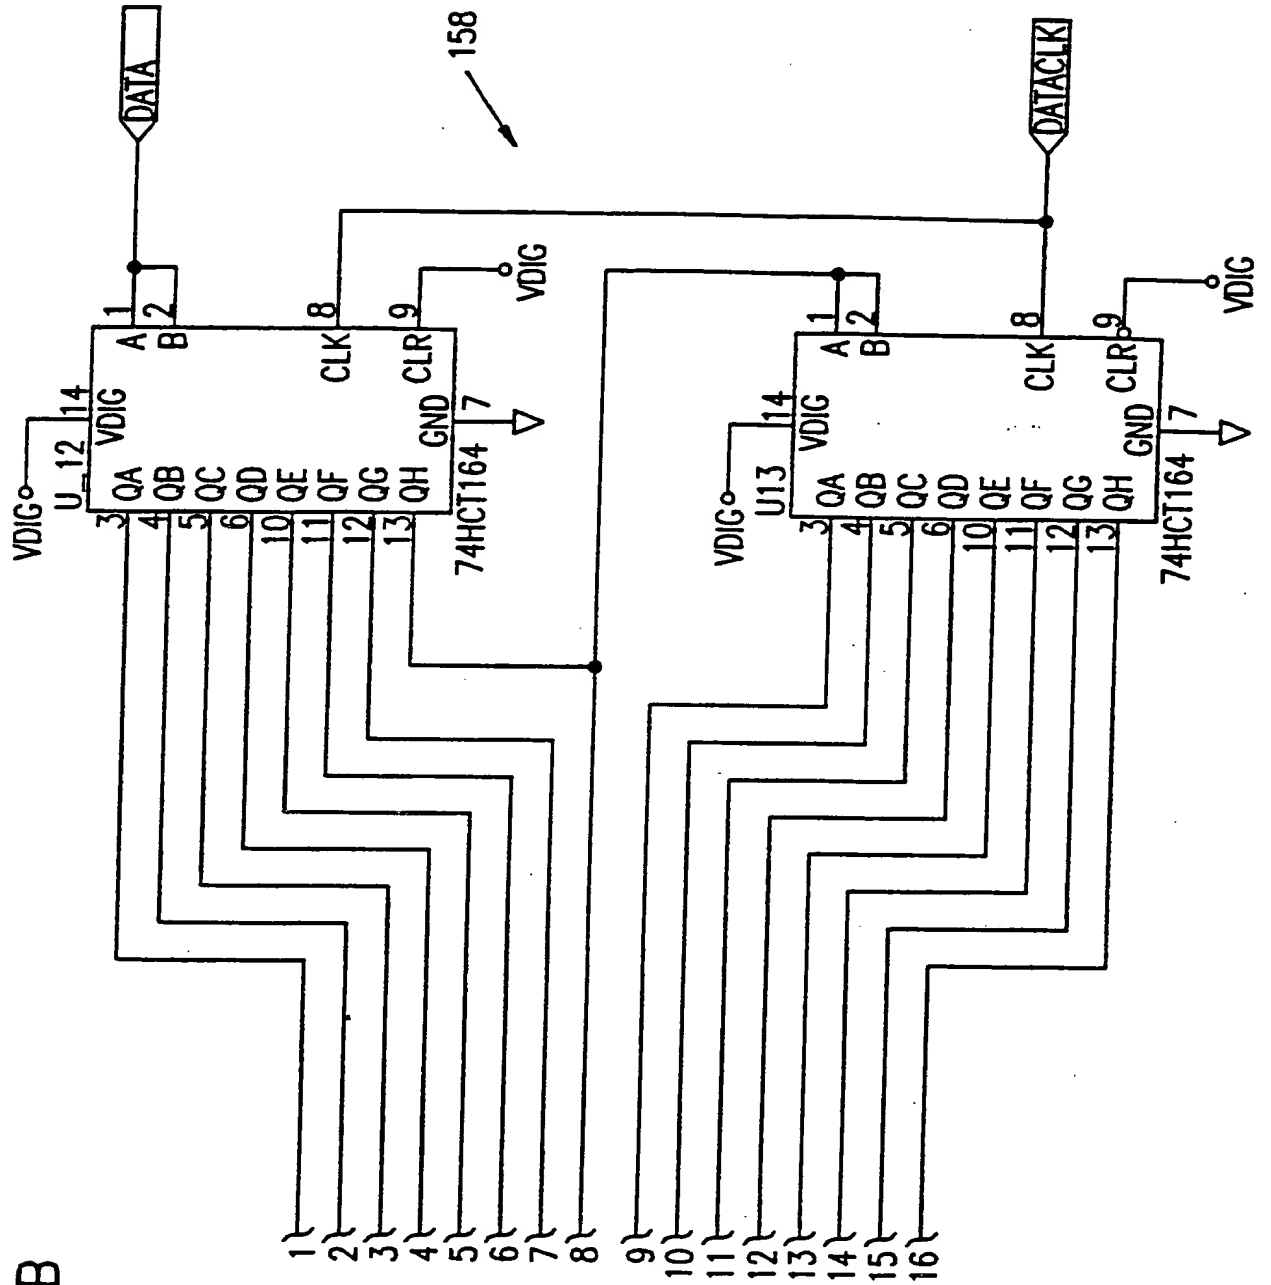 B
158
DATA
DATACLK
VDIG
U_12
14
VDIG
1
A
2
B
8
CLK
9
CLR
VDIG
GND
7
74HCT164
3 QA
4 QB
5 QC
6 QD
10 QE
11 QF
12 QG
13 QH
VDIG
U13
14
VDIG
1
A
2
B
8
CLK
9
CLR
VDIG
GND
7
74HCT164
3 QA
4 QB
5 QC
6 QD
10 QE
11 QF
12 QG
13 QH
1
2
3
4
5
6
7
8
9
10
11
12
13
14
15
16